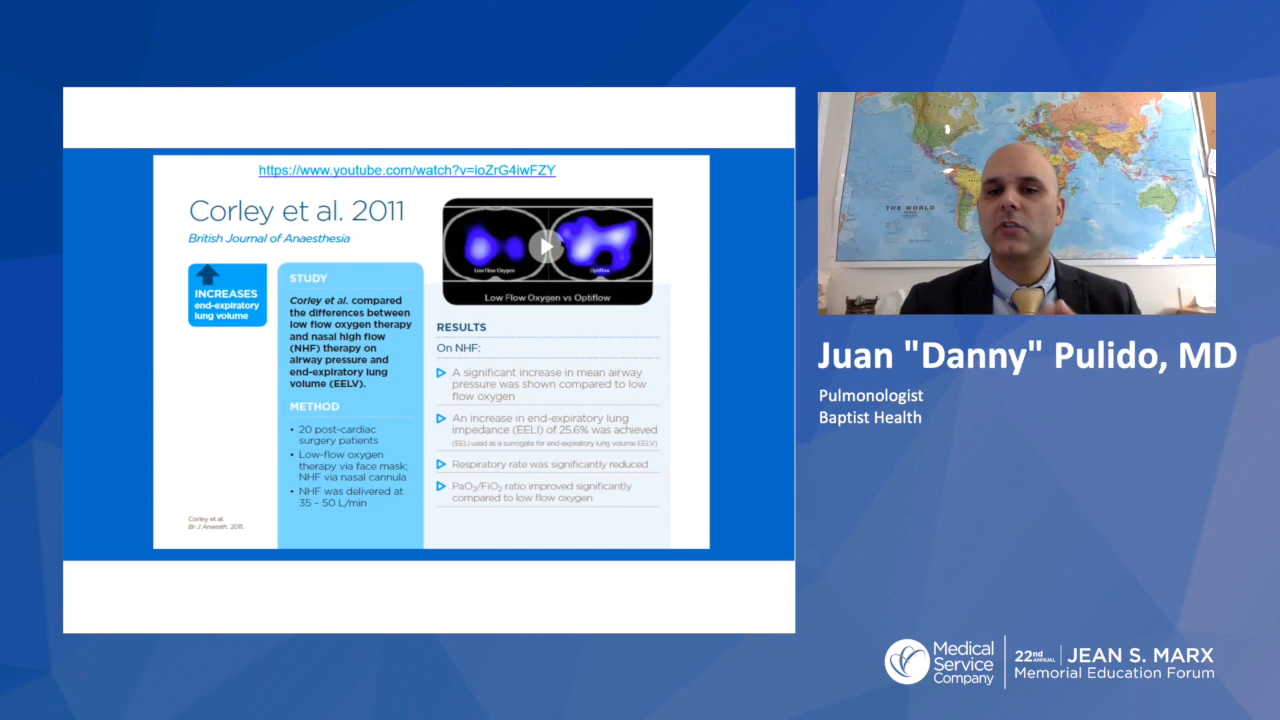 https://www.youtube.com/watch?v=ioZrG4iwFZY
Corley et al. 2011
British Journal of Anaesthesia
INCREASES
end-expiratory
lung volume
STUDY
Corley et al. compared
the differences between
low flow oxygen therapy
and nasal high flow
(NHF) therapy on
airway pressure and
end-expiratory lung
volume (EELV).
METHOD
• 20 post-cardiac
surgery patients
• Low-flow oxygen
therapy via face mask;
NHF via nasal cannula
• NHF was delivered at
35 – 50 L/min
Corley et al.
Br J Anaesth. 2011.
Low Flow Oxygen
Optiflow
Low Flow Oxygen vs Optiflow
RESULTS
On NHF:
A significant increase in mean airway
pressure was shown compared to low
flow oxygen
An increase in end-expiratory lung
impedance (EELI) of 25.6% was achieved
(EELI used as a surrogate for end-expiratory lung volume EELV)
Respiratory rate was significantly reduced
PaO₂/FiO₂ ratio improved significantly
compared to low flow oxygen
THE WORLD
Juan "Danny" Pulido, MD
Pulmonologist
Baptist Health
Medical
Service
Company
22nd ANNUAL JEAN S. MARX
Memorial Education Forum